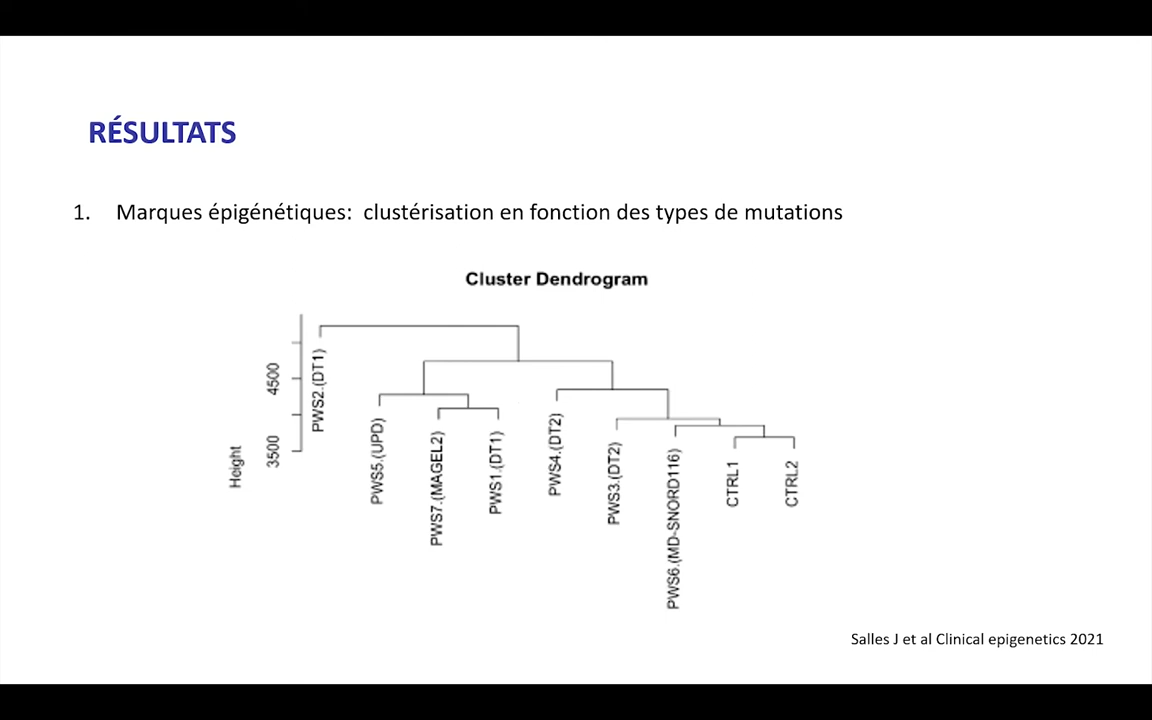 RÉSULTATS
1. Marques épigénétiques: clustérisation en fonction des types de mutations
Cluster Dendrogram
Height
4500
3500
PWS2.(DT1)
PWS5.(UPD)
PWS7.(MAGEL2)
PWS1.(DT1)
PWS4.(DT2)
PWS3.(DT2)
PWS6.(MD-SNORD116)
CTRL1
CTRL2
Salles J et al Clinical epigenetics 2021